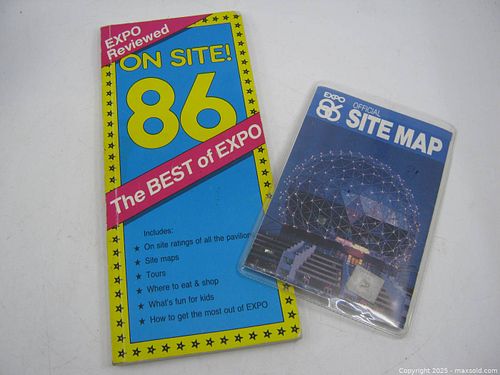 EXPO
Reviewed
ON SITE!
86
The BEST of EXPO
Includes:
★ On site ratings of all the pavilion
★ Site maps
★ Tours
★ Where to eat & shop
★ What's fun for kids
★ How to get the most out of EXPO
EXPO
86 OFFICIAL
SITE MAP
Copyright © 2025 - maxsold.com